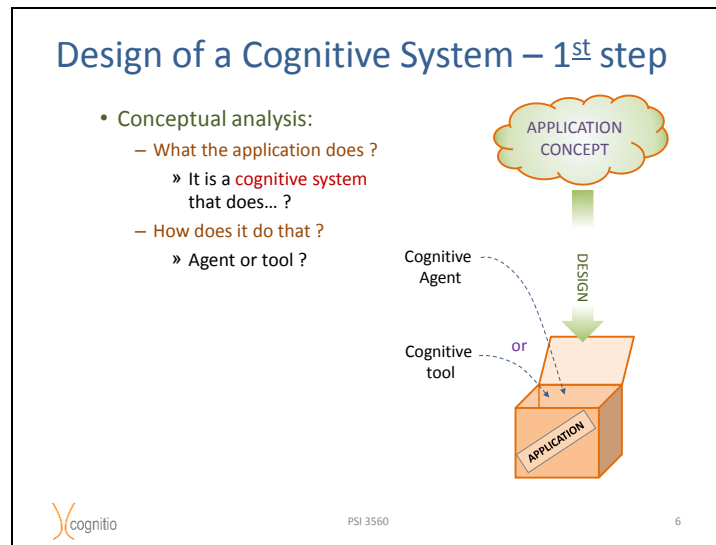 Design of a Cognitive System – 1st step
• Conceptual analysis:
– What the application does ?
» It is a cognitive system
that does… ?
– How does it do that ?
» Agent or tool ?
APPLICATION
CONCEPT
DESIGN
Cognitive
Agent
or
Cognitive
tool
APPLICATION
cognitio
PSI 3560
6